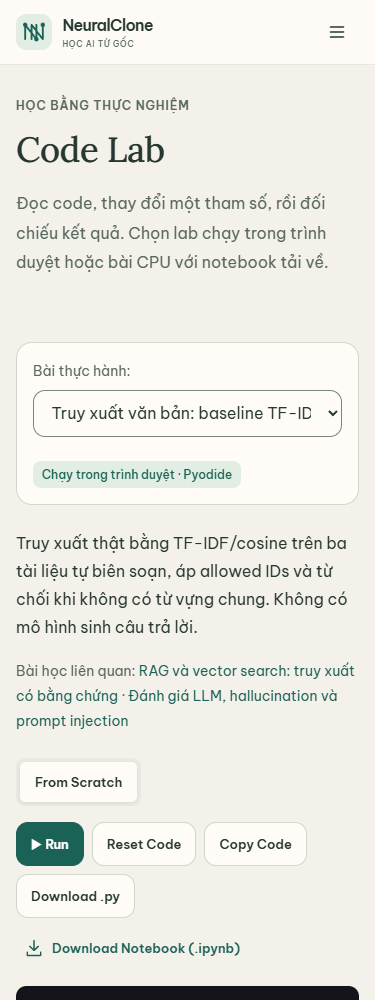 NeuralClone
HỌC AI TỪ GỐC
HỌC BẰNG THỰC NGHIỆM
Code Lab
Đọc code, thay đổi một tham số, rồi đối
chiếu kết quả. Chọn lab chạy trong trình
duyệt hoặc bài CPU với notebook tải về.
Bài thực hành:
Truy xuất văn bản: baseline TF-ID
Chạy trong trình duyệt · Pyodide
Truy xuất thật bằng TF-IDF/cosine trên ba
tài liệu tự biên soạn, áp allowed IDs và từ
chối khi không có từ vựng chung. Không có
mô hình sinh câu trả lời.
Bài học liên quan: RAG và vector search: truy xuất
có bằng chứng · Đánh giá LLM, hallucination và
prompt injection
From Scratch
▶ Run
Reset Code
Copy Code
Download .py
Download Notebook (.ipynb)